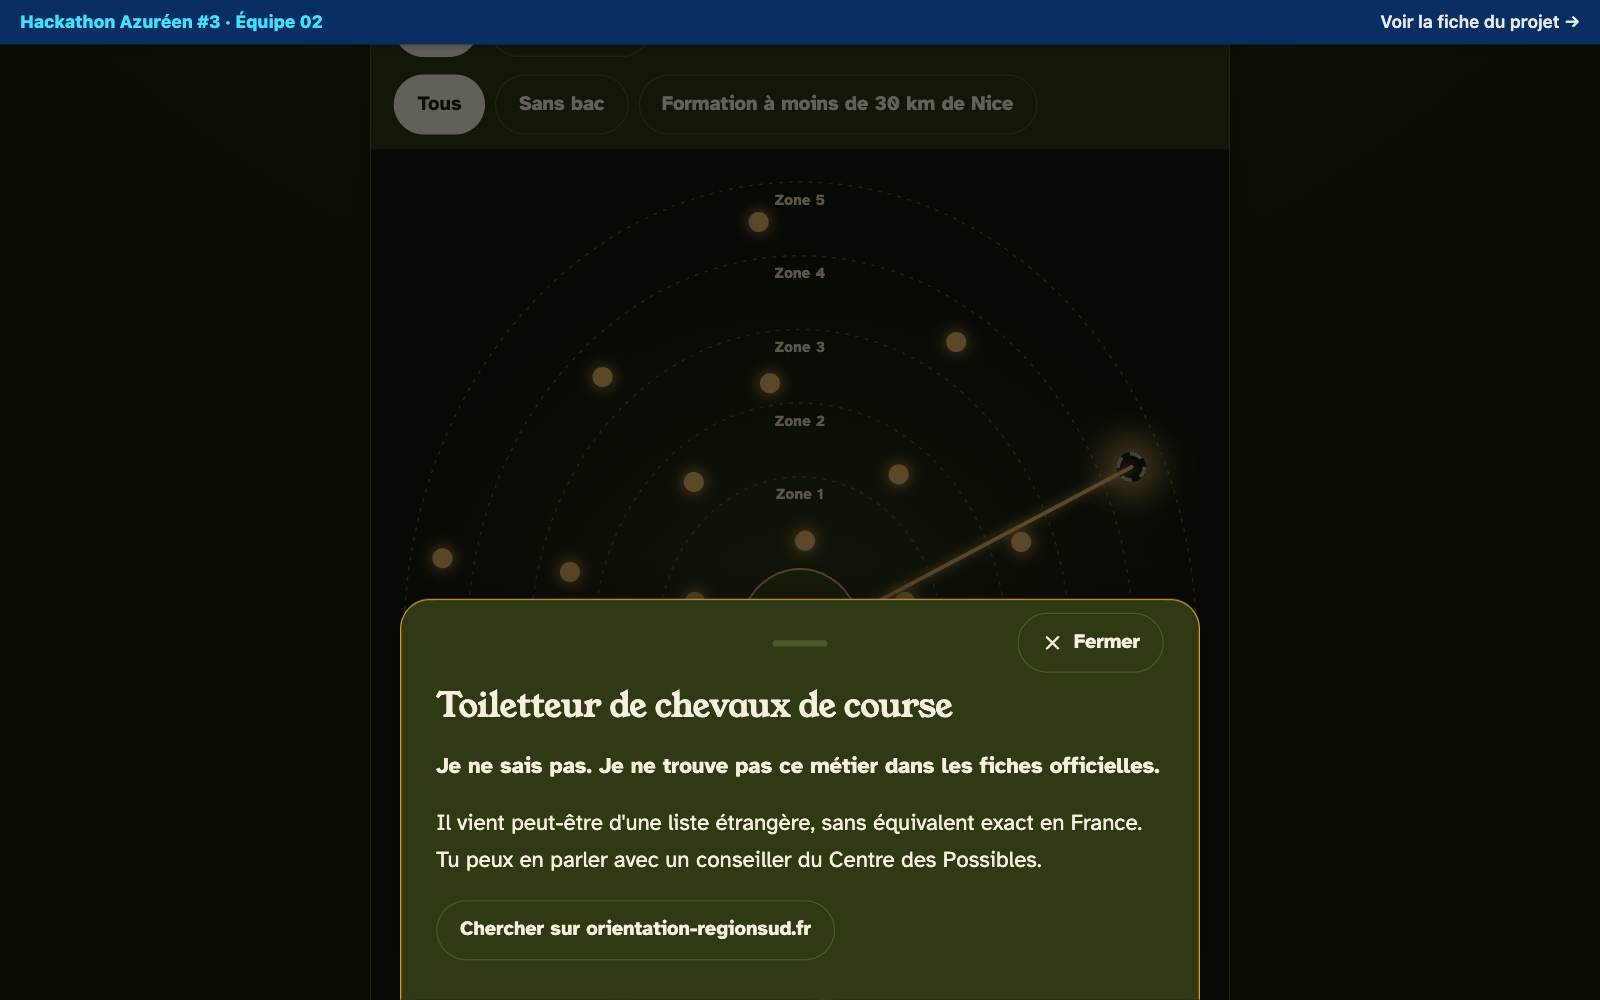 Hackathon Azuréen #3 · Équipe 02
Voir la fiche du projet →
Tous
Sans bac
Formation à moins de 30 km de Nice
Zone 5
Zone 4
Zone 3
Zone 2
Zone 1
Fermer
Toiletteur de chevaux de course
Je ne sais pas. Je ne trouve pas ce métier dans les fiches officielles.
Il vient peut-être d'une liste étrangère, sans équivalent exact en France.
Tu peux en parler avec un conseiller du Centre des Possibles.
Chercher sur orientation-regionsud.fr